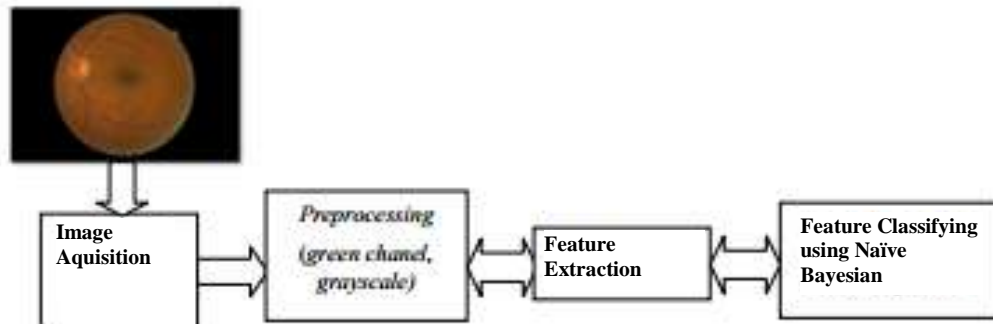 Image
Aquisition
Preprocessing
(green chanel,
grayscale)
Feature
Extraction
Feature Classifying
using Naïve
Bayesian